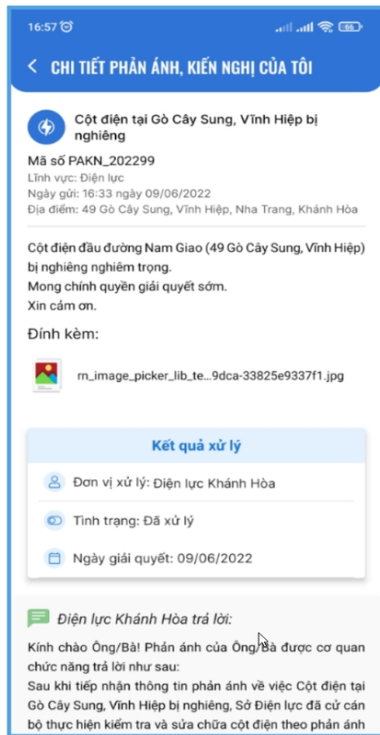 16:57
66
CHI TIẾT PHẢN ÁNH, KIẾN NGHỊ CỦA TÔI
Cột điện tại Gò Cây Sung, Vĩnh Hiệp bị
nghiêng
Mã số PAKN_202299
Lĩnh vực: Điện lực
Ngày gửi: 16:33 ngày 09/06/2022
Địa điểm: 49 Gò Cây Sung, Vĩnh Hiệp, Nha Trang, Khánh Hòa
Cột điện đầu đường Nam Giao (49 Gò Cây Sung, Vĩnh Hiệp)
bị nghiêng nghiêm trọng.
Mong chính quyền giải quyết sớm.
Xin cảm ơn.
Đính kèm:
rn_image_picker_lib_te...9dca-33825e9337f1.jpg
Kết quả xử lý
Đơn vị xử lý: Điện lực Khánh Hòa
Tình trạng: Đã xử lý
Ngày giải quyết: 09/06/2022
Điện lực Khánh Hòa trả lời:
Kính chào Ông/Bà! Phản ánh của Ông/Bà được cơ quan
chức năng trả lời như sau:
Sau khi tiếp nhận thông tin phản ánh về việc Cột điện tại
Gò Cây Sung, Vĩnh Hiệp bị nghiêng, Sở Điện lực đã cử cán
bộ thực hiện kiểm tra và sửa chữa cột điện theo phản ánh